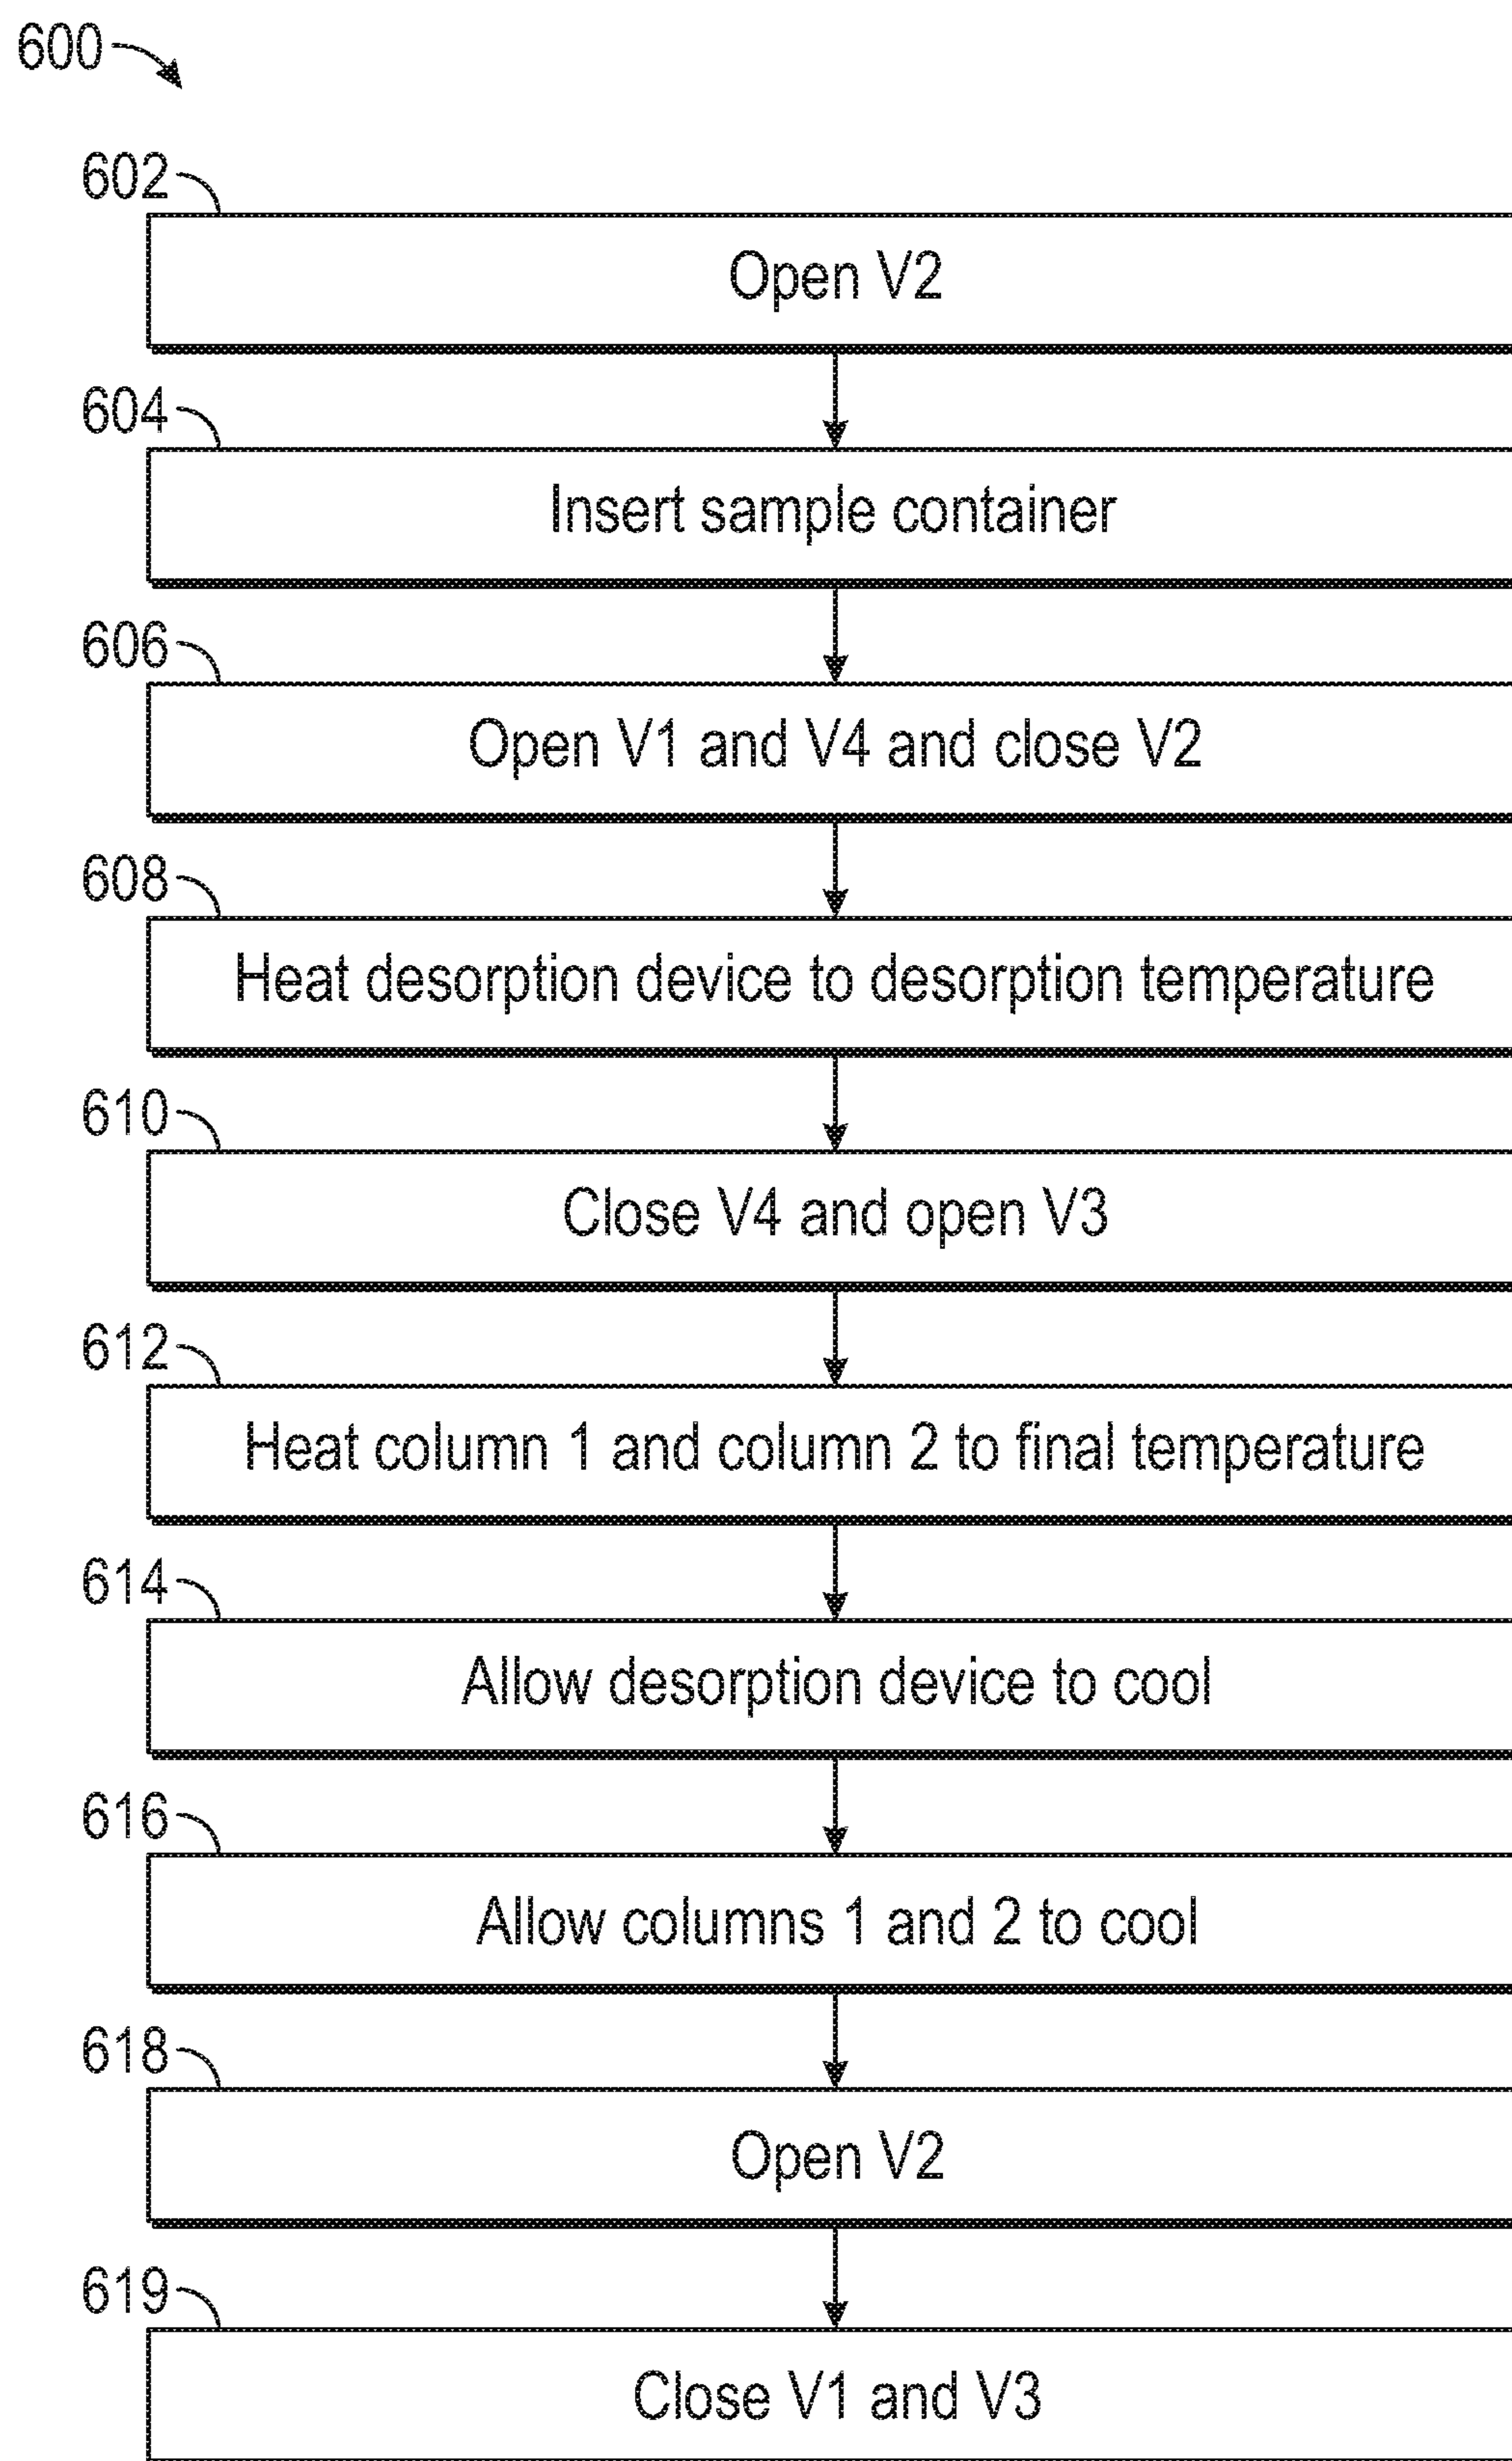 600
602
Open V2
604
Insert sample container
606
Open V1 and V4 and close V2
608
Heat desorption device to desorption temperature
610
Close V4 and open V3
612
Heat column 1 and column 2 to final temperature
614
Allow desorption device to cool
616
Allow columns 1 and 2 to cool
618
Open V2
619
Close V1 and V3